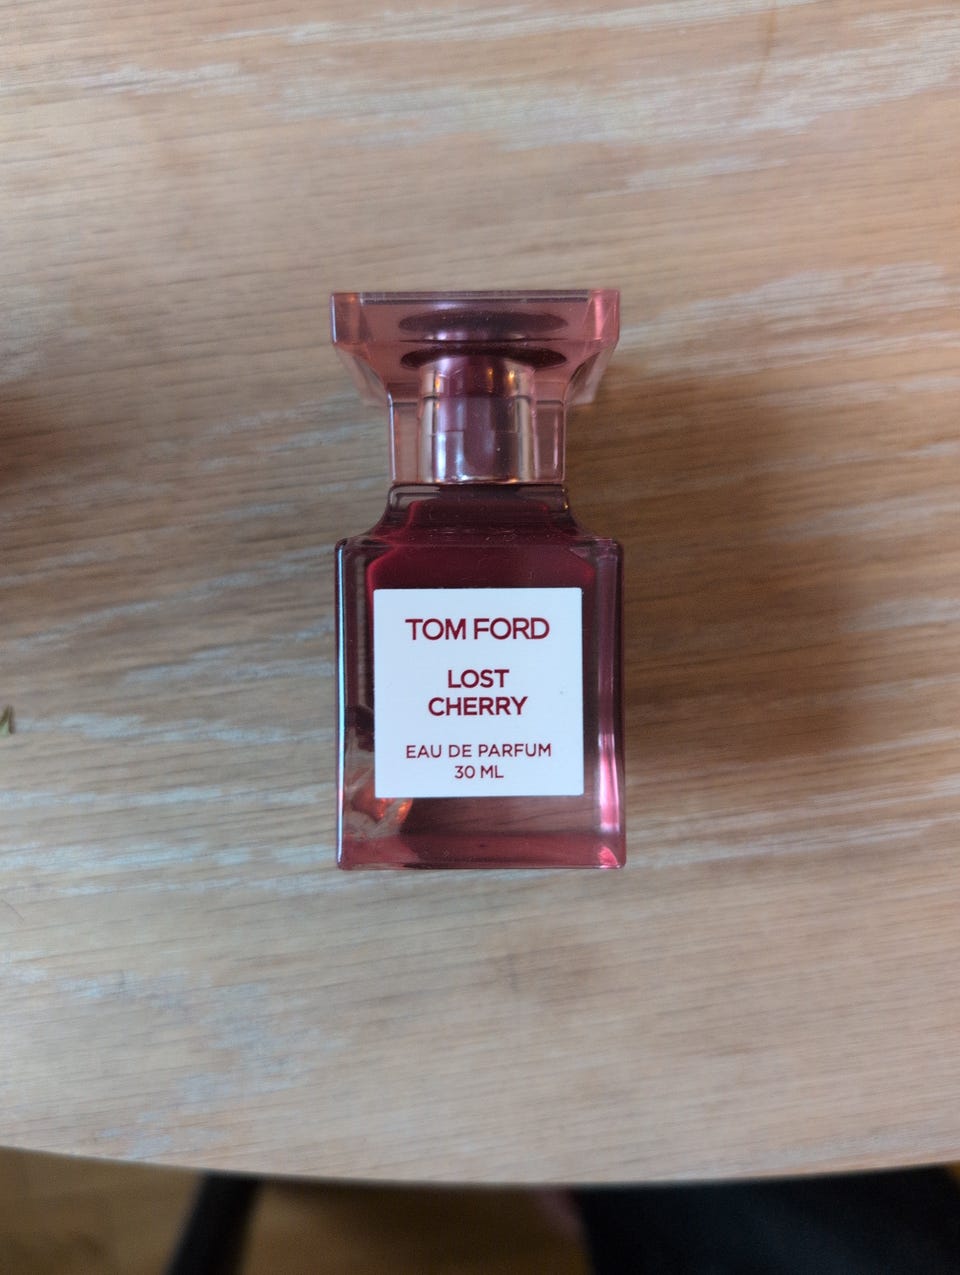 TOM FORD
LOST
CHERRY
EAU DE PARFUM
30 ML